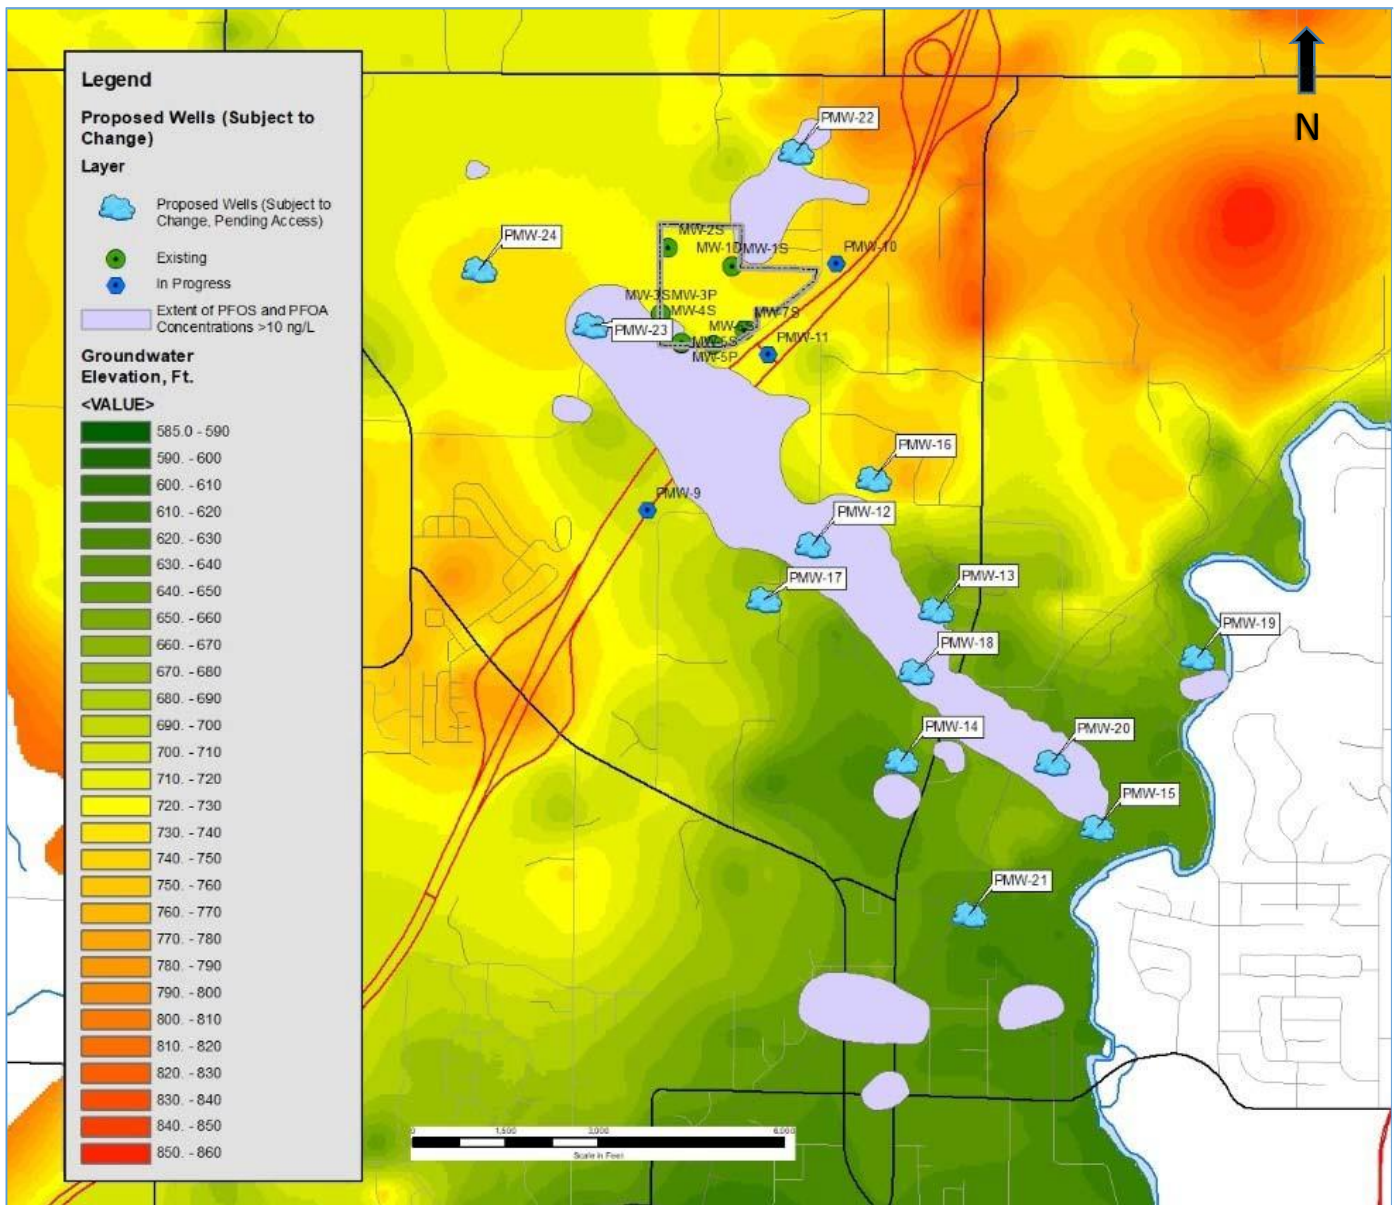 Legend
Proposed Wells (Subject to
Change)
Layer
Proposed Wells (Subject to
Change, Pending Access)
Existing
In Progress
Extent of PFOS and PFOA
Concentrations >10 ng/L
Groundwater
Elevation, Ft.
<VALUE>
585.0 - 590
590. - 600
600. - 610
610. - 620
620. - 630
630. - 640
640. - 650
650. - 660
660. - 670
670. - 680
680. - 690
690. - 700
700. - 710
710. - 720
720. - 730
730. - 740
740. - 750
750. - 760
760. - 770
770. - 780
780. - 790
790. - 800
800. - 810
810. - 820
820. - 830
830. - 840
840. - 850
850. - 860
N
PMW-22
PMW-24
MW-2S
MW-1D
MW-1S
PMW-10
MW-3S
MW-3P
MW-4S
MW-7S
PMW-23
MW-5S
MW-5P
PMW-11
PMW-16
PMW-9
PMW-12
PMW-17
PMW-13
PMW-19
PMW-18
PMW-14
PMW-20
PMW-15
PMW-21
0 1,500 3,000 6,000
Scale in Feet